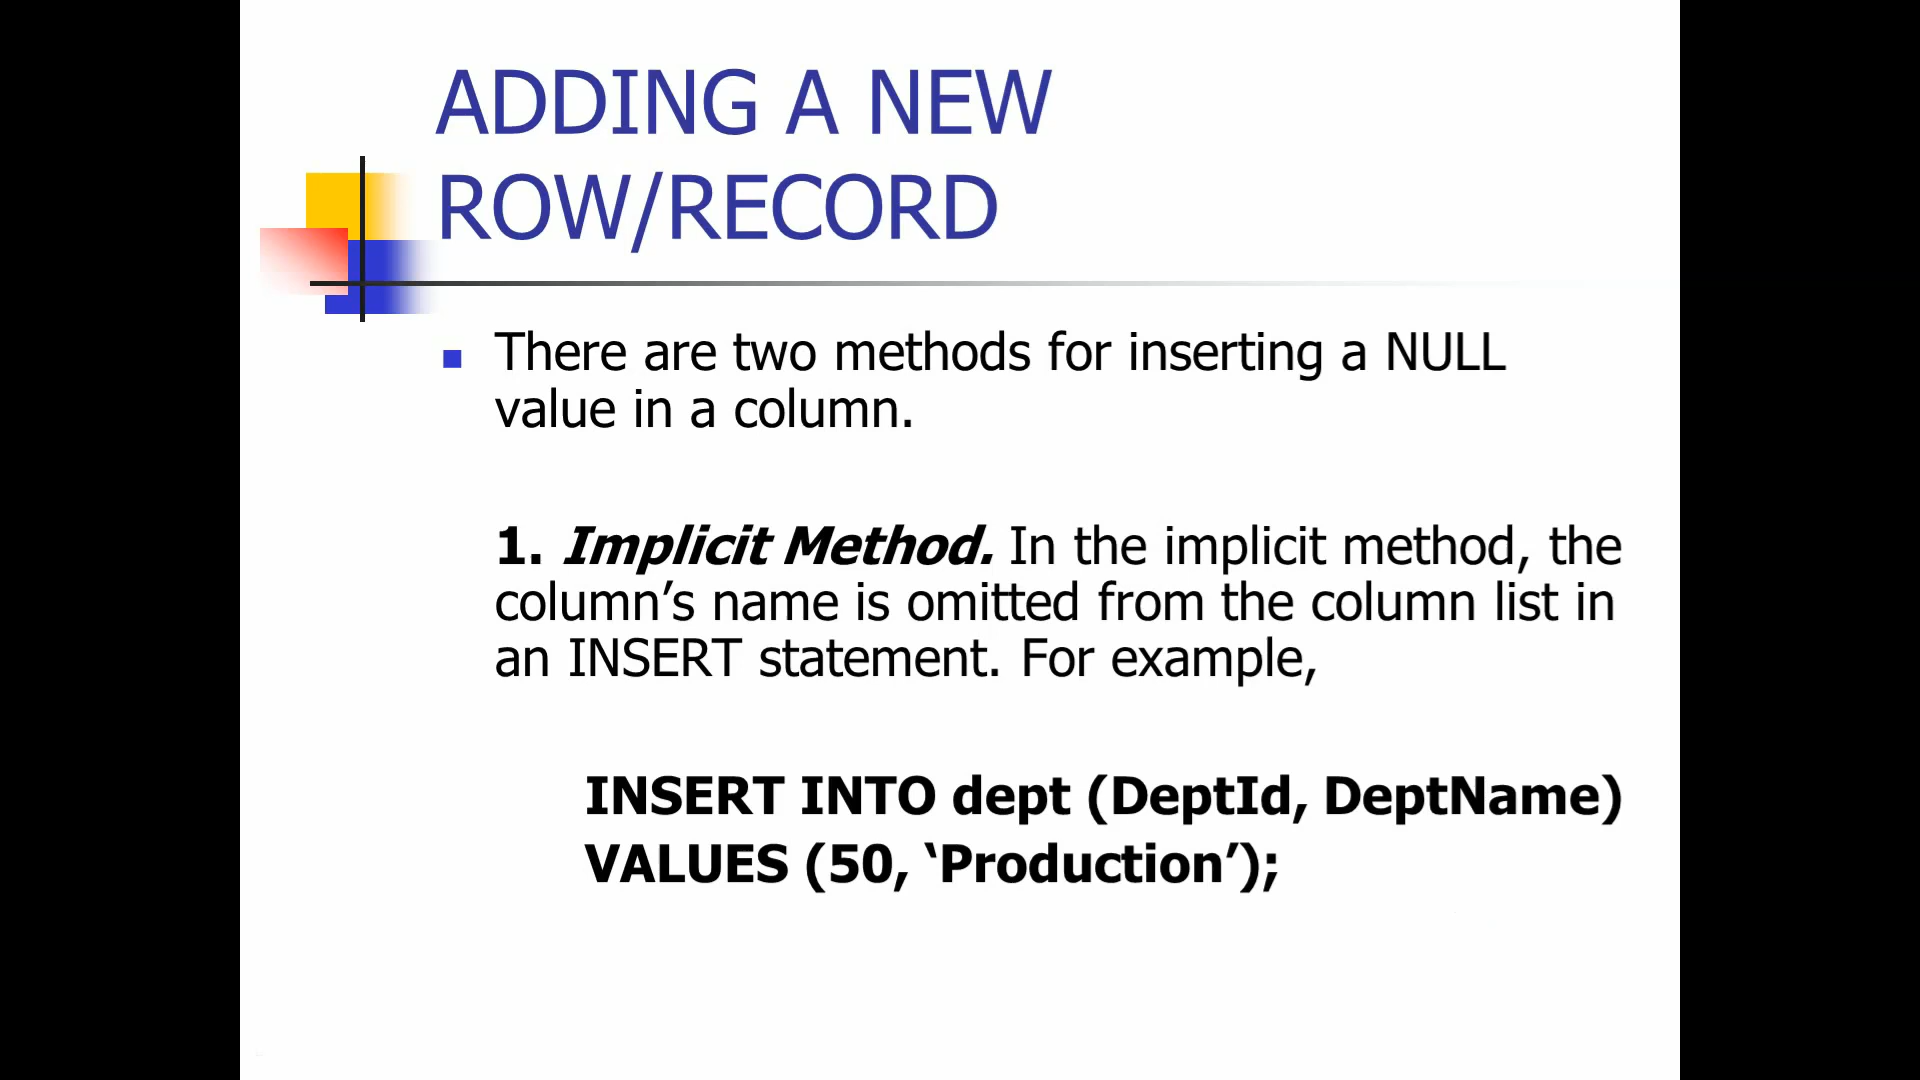 ADDING A NEW
ROW/RECORD
There are two methods for inserting a NULL
value in a column.
1. Implicit Method. In the implicit method, the
column’s name is omitted from the column list in
an INSERT statement. For example,
INSERT INTO dept (DeptId, DeptName)
VALUES (50, ‘Production’);